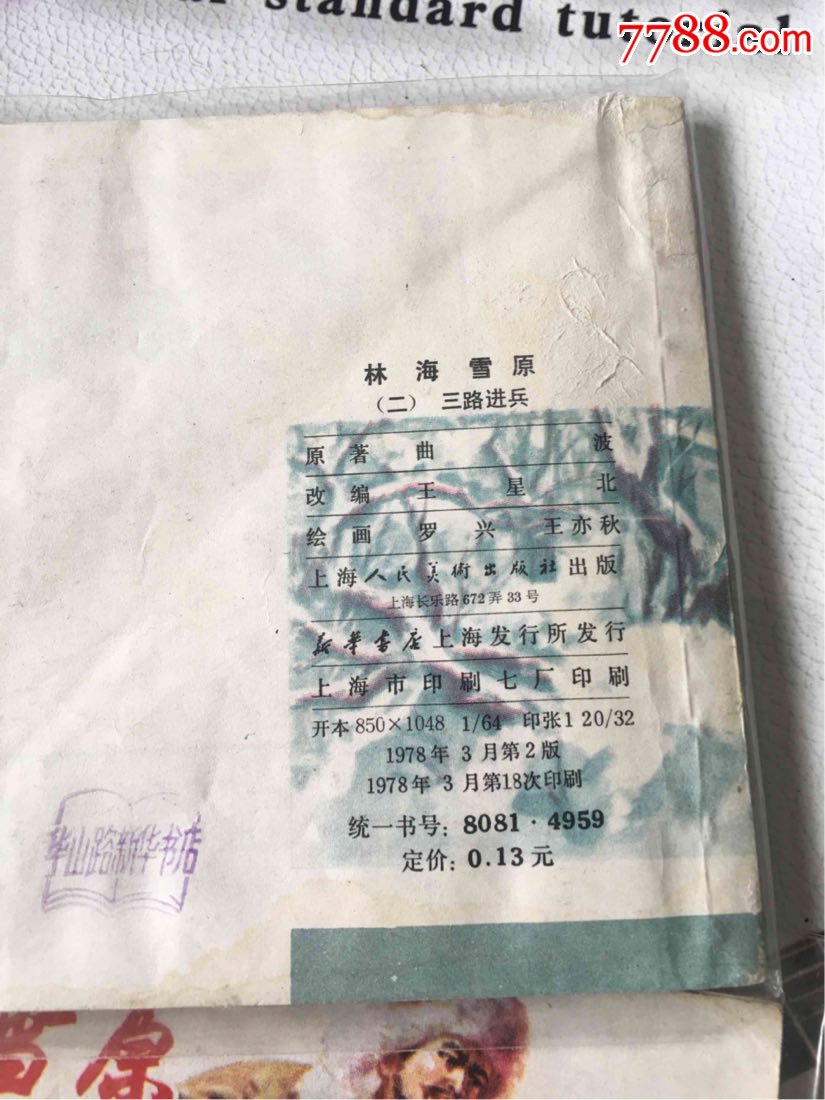 standard tutorial
7788.com
林海雪原
（二） 三路进兵
原著 曲波
改编 王星北
绘画 罗兴 王亦秋
上海人民美術出版社出版
上海长乐路672弄33号
新华书店上海发行所发行
上海市印刷七厂印刷
开本 850×1048 1/64 印张1 20/32
1978年3月第2版
1978年3月第18次印刷
统一书号：8081·4959
定价：0.13元
华山路新华书店